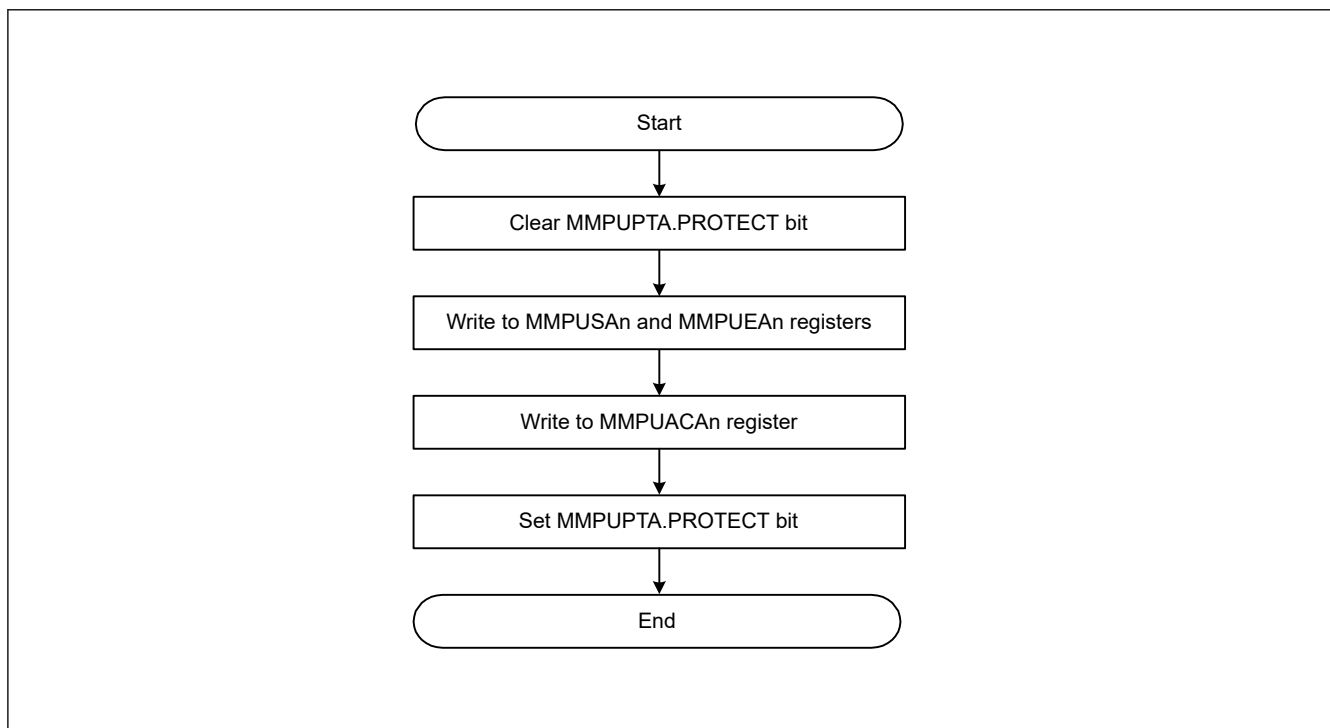 Start
Clear MMPUPTA.PROTECT bit
Write to MMPUSAn and MMPUEAn registers
Write to MMPUACAn register
Set MMPUPTA.PROTECT bit
End